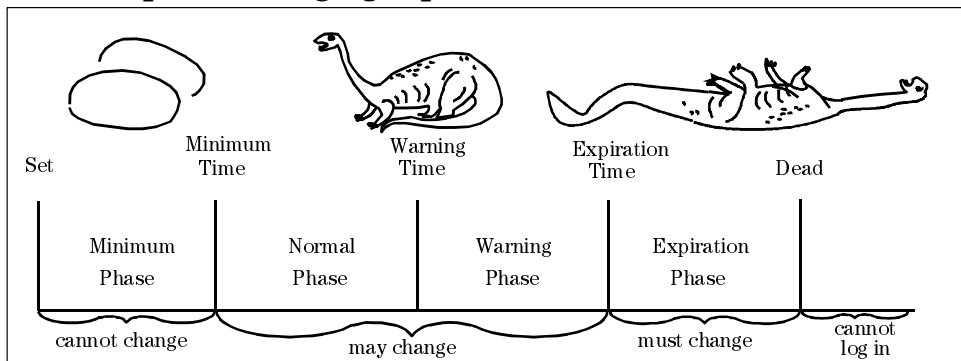 Set
Minimum
Time
Warning
Time
Expiration
Time
Dead
Minimum
Phase
Normal
Phase
Warning
Phase
Expiration
Phase
cannot change
may change
must change
cannot
log in